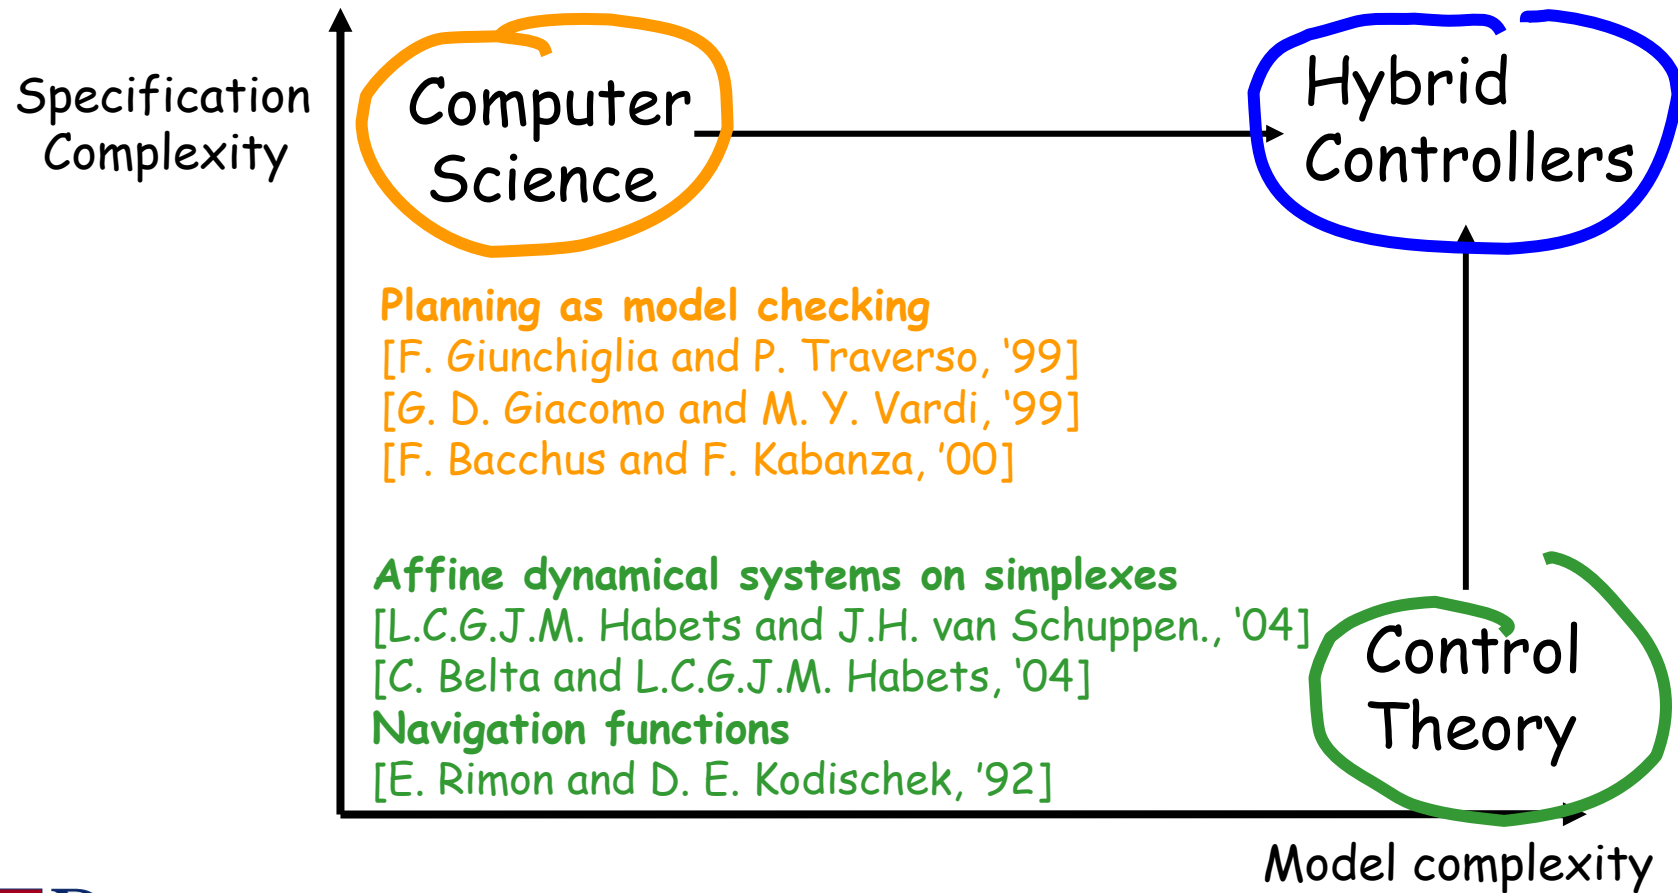 Specification
Complexity
Computer
Science
Hybrid
Controllers
Planning as model checking
[F. Giunchiglia and P. Traverso, ‘99]
[G. D. Giacomo and M. Y. Vardi, ‘99]
[F. Bacchus and F. Kabanza, ’00]
Affine dynamical systems on simplexes
[L.C.G.J.M. Habets and J.H. van Schuppen., ‘04]
[C. Belta and L.C.G.J.M. Habets, ‘04]
Navigation functions
[E. Rimon and D. E. Kodischek, ’92]
Control
Theory
Model complexity